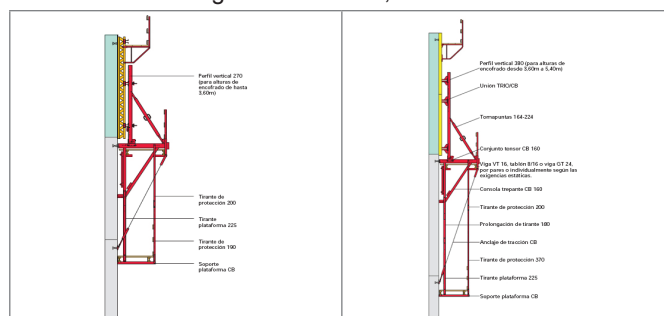 Perfil vertical 270
(para alturas de
encofrado de hasta
3.60m)
Tirante de
protección 200
Tirante
plataforma 225
Tirante de
protección 190
Soporte
plataforma CB
Perfil vertical 380 (para alturas de
encofrado desde 3.60m a 5.40m)
Union TRIO/CB
Tornapuntas 164-224
Conjunto tensor CB 160
Viga VT 16, tablón 8/16 o viga GT 24,
por pares o individualmente según las
exigencias estáticas.
Consola trepante CB 160
Tirante de protección 200
Prolongación de tirante 180
Anclaje de tracción CB
Tirante de protección 370
Tirante plataforma 225
Soporte plataforma CB